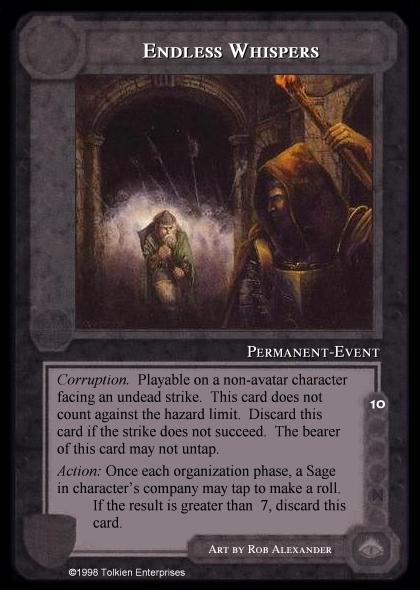 Endless Whispers
Permanent-Event
Corruption.  Playable on a non-avatar character
facing an undead strike.  This card does not
count against the hazard limit.  Discard this
card if the strike does not succeed.  The bearer
of this card may not untap.
10
Action: Once each organization phase, a Sage
in character's company may tap to make a roll.
If the result is greater than  7, discard this
card.
N
Art by Rob Alexander
©1998 Tolkien Enterprises